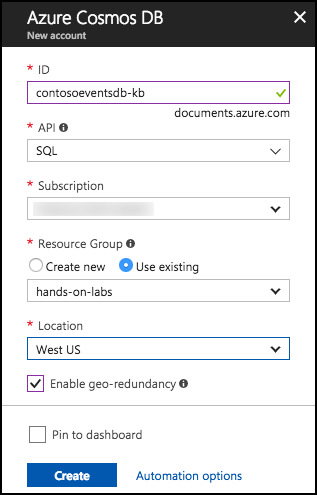 Azure Cosmos DB
New account
* ID
contosoeventsdb-kb
documents.azure.com
* API
SQL
* Subscription
* Resource Group
Create new Use existing
hands-on-labs
* Location
West US
Enable geo-redundancy
Pin to dashboard
Create Automation options